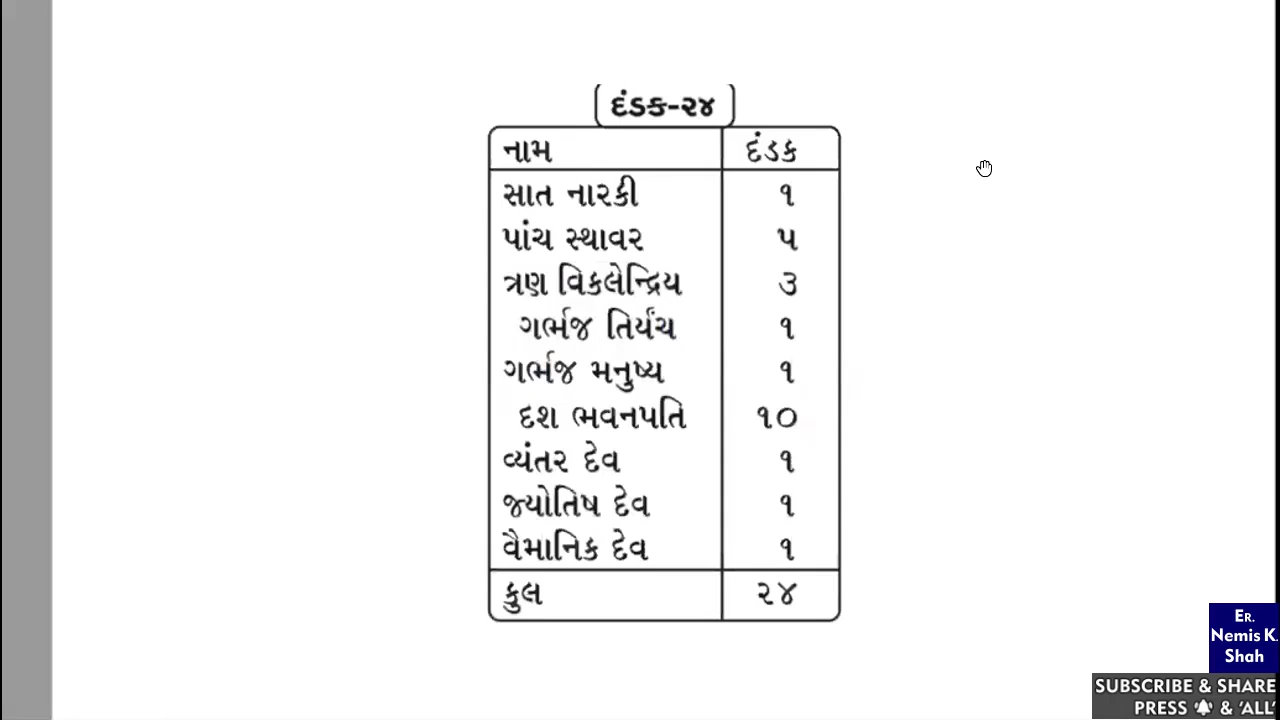 દંડક-૨૪
નામ દંડક
સાત નારકી ૧
પાંચ સ્થાવર ૫
ત્રણ વિકલેન્દ્રિય ૩
ગર્ભજ તિર્યંચ ૧
ગર્ભજ મનુષ્ય ૧
દશ ભવનપતિ ૧૦
વ્યંતર દેવ ૧
જ્યોતિષ દેવ ૧
વૈમાનિક દેવ ૧
કુલ ૨૪
ER.
Nemis K.
Shah
SUBSCRIBE & SHARE
PRESS 🔔 & 'ALL'